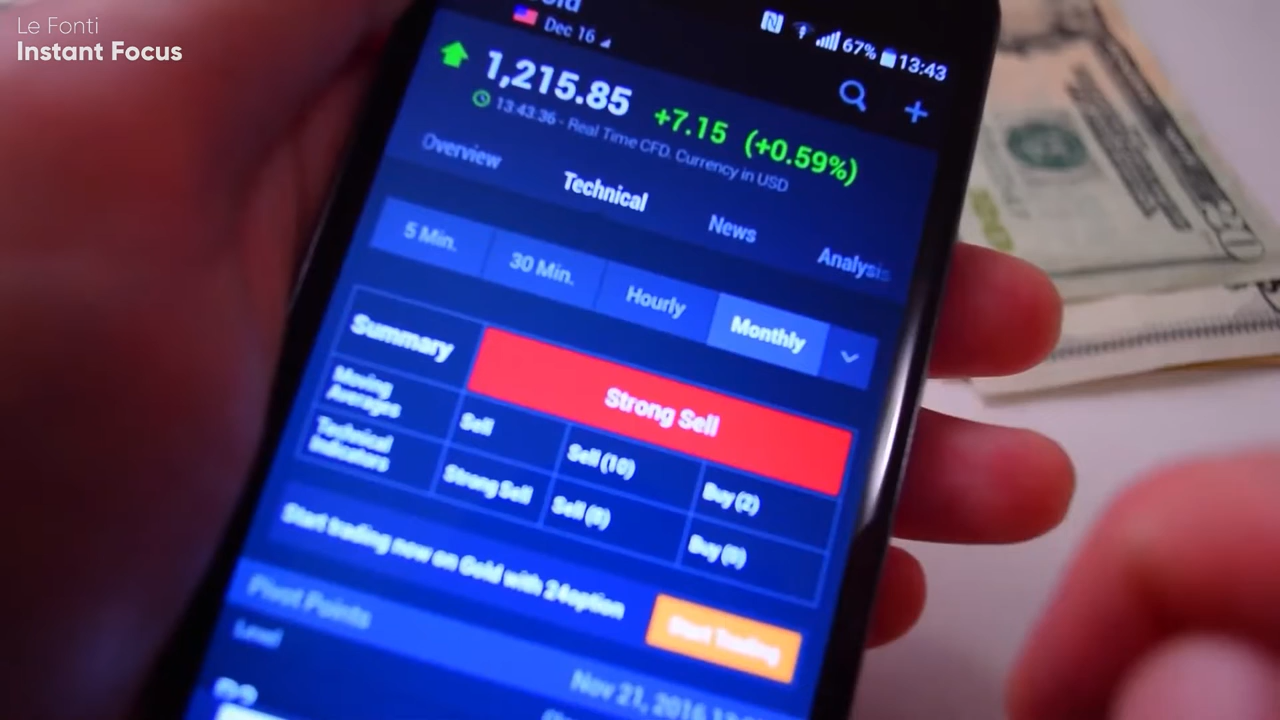 Le Fonti
Instant Focus
Dec 16
67% 13:43
1,215.85 +7.15 (+0.59%)
13:43:36 - Real Time CFD. Currency in USD
Overview Technical News Analysis
5 Min. 30 Min. Hourly Monthly
Summary Strong Sell
Moving Averages Sell Sell (10) Buy (2)
Technical Indicators Strong Sell Sell (8) Buy (0)
Start trading now on Gold with 24option Start Trading
Pivot Points
Level Nov 21, 2016